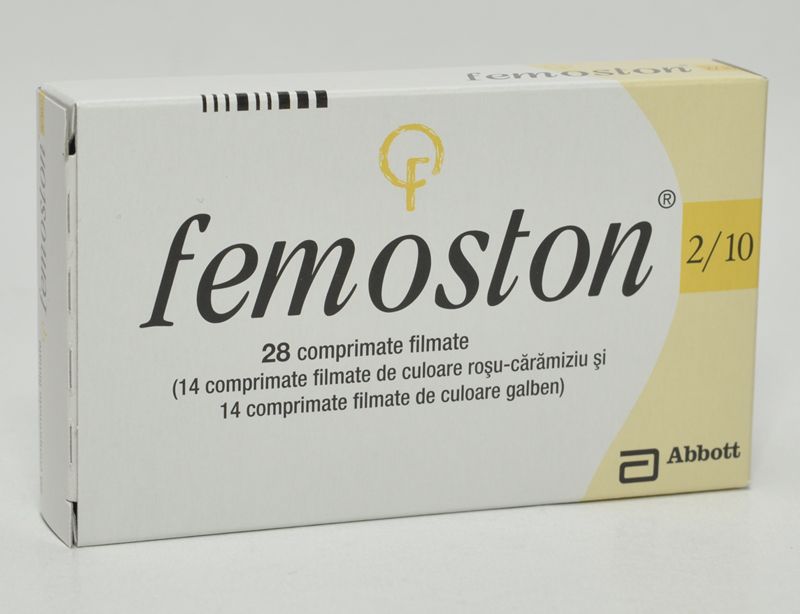 femoston
femoston®
2/10
28 comprimate filmate
(14 comprimate filmate de culoare roşu-cărămiziu şi
14 comprimate filmate de culoare galben)
Abbott
femoston